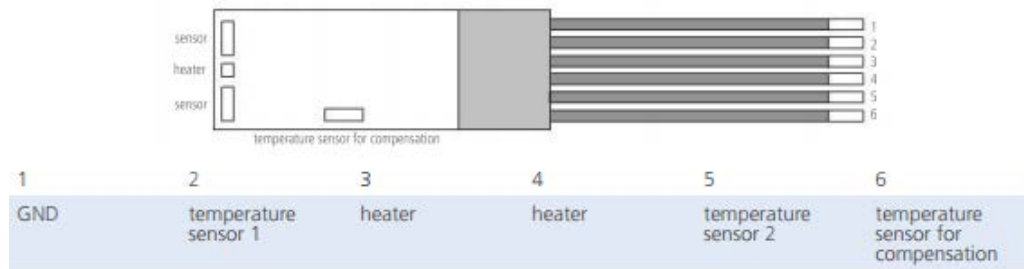 sensor
heater
sensor
temperature sensor for compensation
1
2
3
4
5
6
1 2 3 4 5 6
GND temperature sensor 1 heater heater temperature sensor 2 temperature sensor for compensation